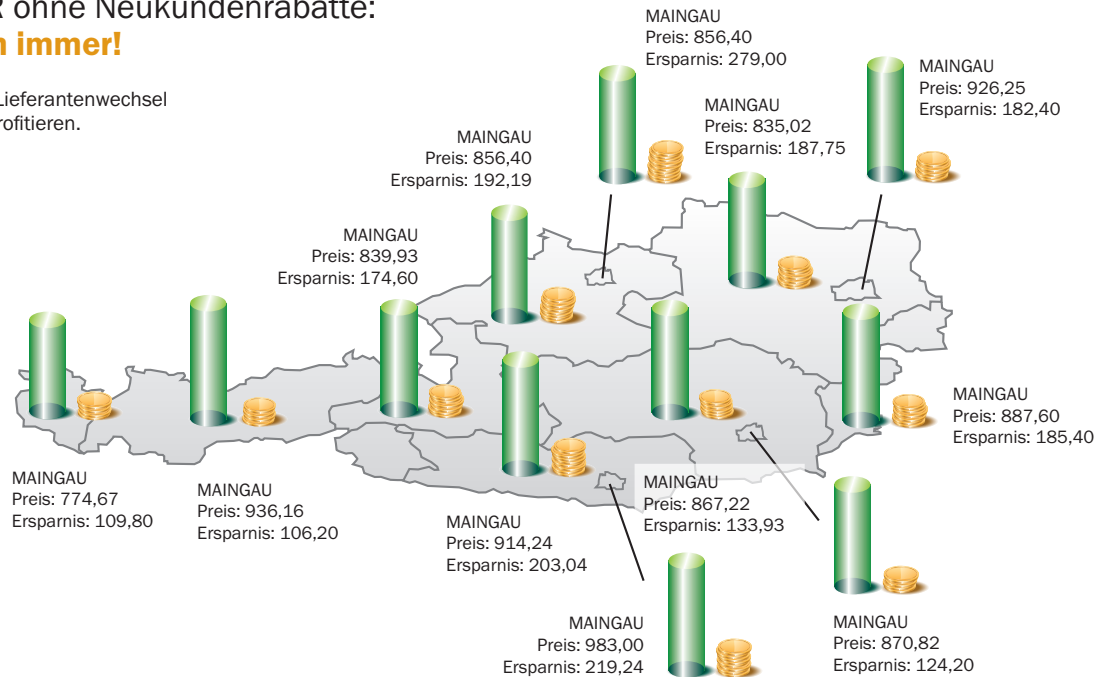 ohne Neukundenrabatte:
immer!
Lieferantenwechsel
MAINGAU
Preis: 856,40
Ersparnis: 279,00
MAINGAU
Preis: 926,25
Ersparnis: 182,40
MAINGAU
Preis: 835,02
Ersparnis: 187,75
MAINGAU
Preis: 856,40
Ersparnis: 192,19
MAINGAU
Preis: 839,93
Ersparnis: 174,60
MAINGAU
Preis: 887,60
Ersparnis: 185,40
MAINGAU
Preis: 774,67
Ersparnis: 109,80
MAINGAU
Preis: 936,16
Ersparnis: 106,20
MAINGAU
Preis: 867,22
Ersparnis: 133,93
MAINGAU
Preis: 914,24
Ersparnis: 203,04
MAINGAU
Preis: 983,00
Ersparnis: 219,24
MAINGAU
Preis: 870,82
Ersparnis: 124,20